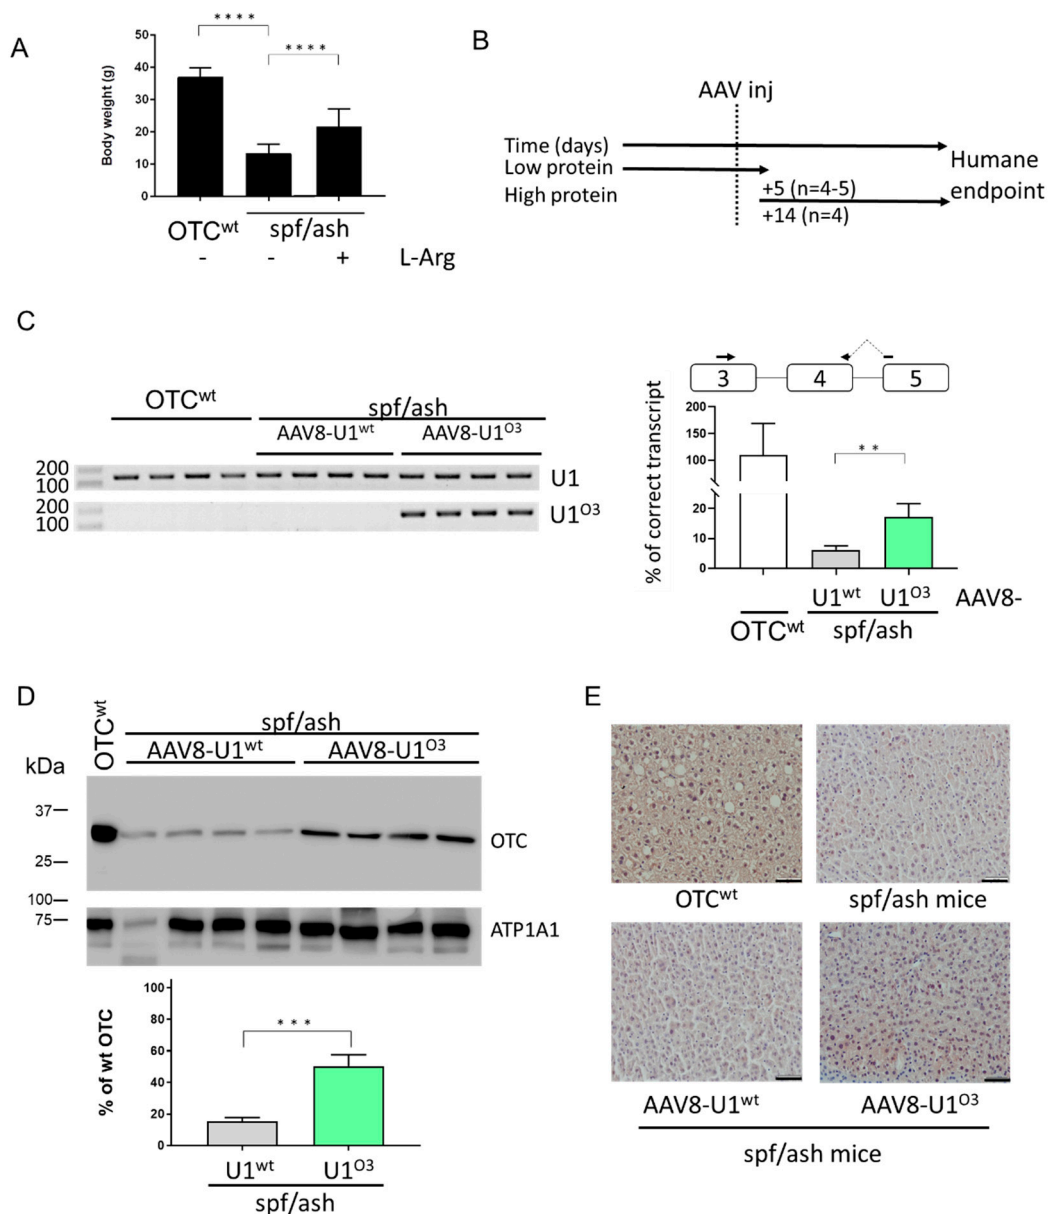 A
****
****
Body weight (g)
50
40
30
20
10
0
OTCwt
spf/ash
- - + L-Arg
B
AAV inj
Time (days)
Low protein
High protein
+5 (n=4-5)
+14 (n=4)
Humane
endpoint
C
OTCwt
spf/ash
AAV8-U1wt
AAV8-U1O3
200
100
U1
200
100
U1O3
3
4
5
% of correct transcript
200
150
100
20
10
0
**
U1wt
U1O3
AAV8-
OTCwt
spf/ash
D
OTCwt
spf/ash
AAV8-U1wt
AAV8-U1O3
kDa
37
25
OTC
100
75
ATP1A1
% of wt OTC
100
80
60
40
20
0
***
U1wt
U1O3
spf/ash
E
OTCwt
spf/ash mice
AAV8-U1wt
AAV8-U1O3
spf/ash mice